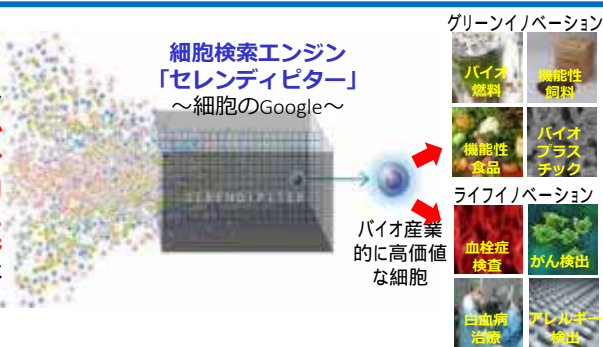 細胞検索エンジン
「セレンディピター」
～細胞のGoogle～
SERENDIPITER
バイオ産業
的に高価値
な細胞
グリーンイノベーション
バイオ
燃料
機能性
飼料
機能性
食品
バイオ
プラス
チック
ライフイノベーション
血栓症
検査
がん検出
白血病
治療
アレルギー
検出